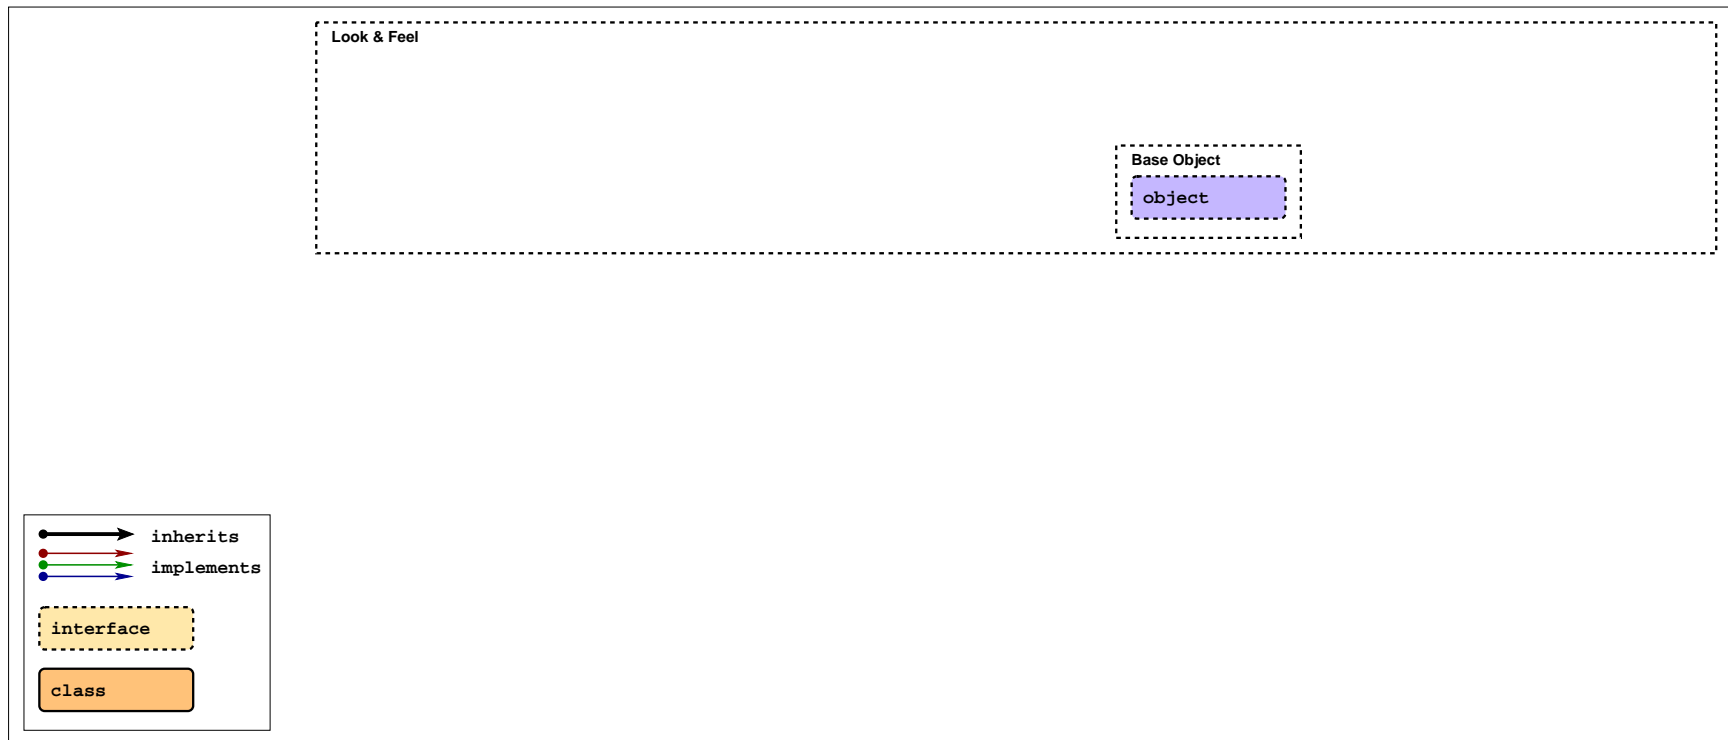 Look & Feel
Base Object
object
inherits
implements
interface
class